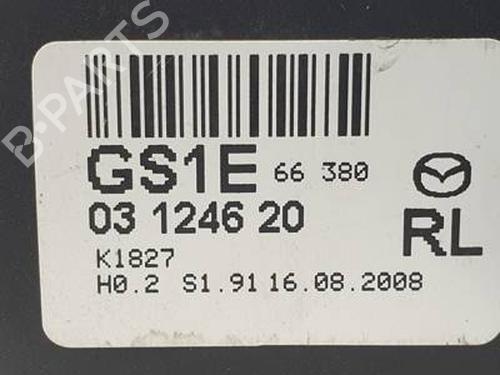 B-PARTS
GS1E 66 380
03 1246 20
RL
K1827
H0.2 S1.91 16.08.2008